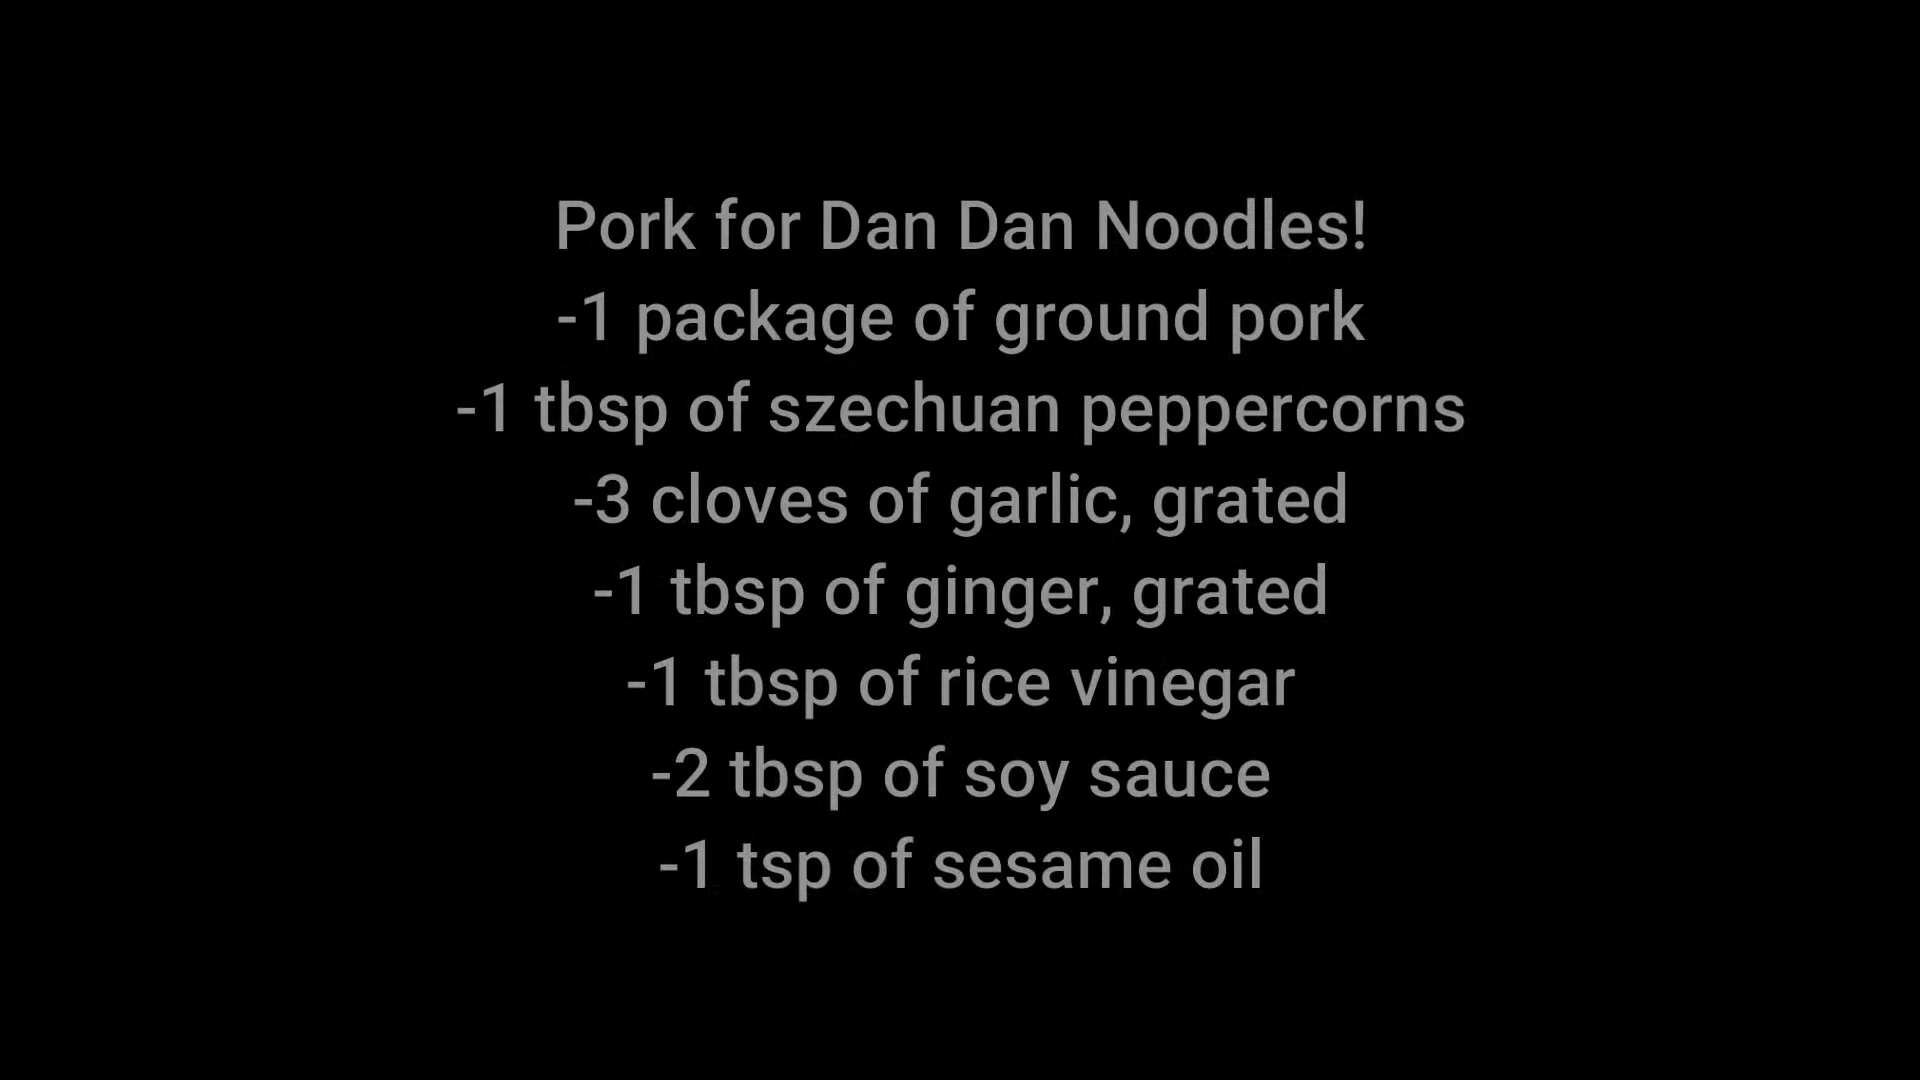 Pork for Dan Dan Noodles!
-1 package of ground pork
-1 tbsp of szechuan peppercorns
-3 cloves of garlic, grated
-1 tbsp of ginger, grated
-1 tbsp of rice vinegar
-2 tbsp of soy sauce
-1 tsp of sesame oil